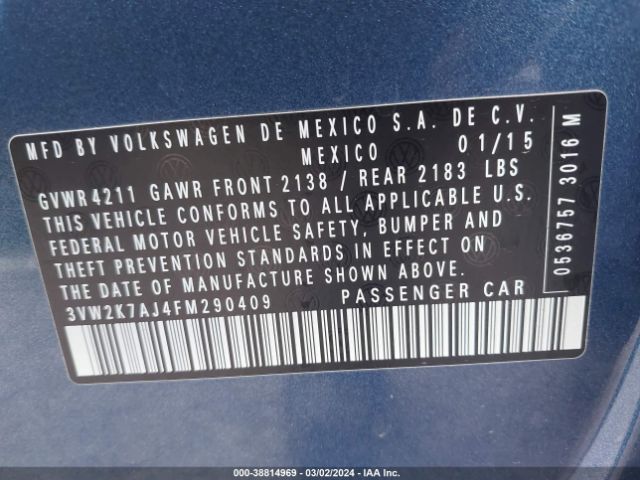 MFD BY VOLKSWAGEN DE MEXICO S.A. DE C.V.
MEXICO 01/15
GVWR 4211 GAWR FRONT 2138 / REAR 2183 LBS
THIS VEHICLE CONFORMS TO ALL APPLICABLE U.S.
FEDERAL MOTOR VEHICLE SAFETY, BUMPER AND
THEFT PREVENTION STANDARDS IN EFFECT ON
THE DATE OF MANUFACTURE SHOWN ABOVE.
3VW2K7AJ4FM290409 PASSENGER CAR
0536757 3016 M
000-38814969 - 03/02/2024 - IAA Inc.